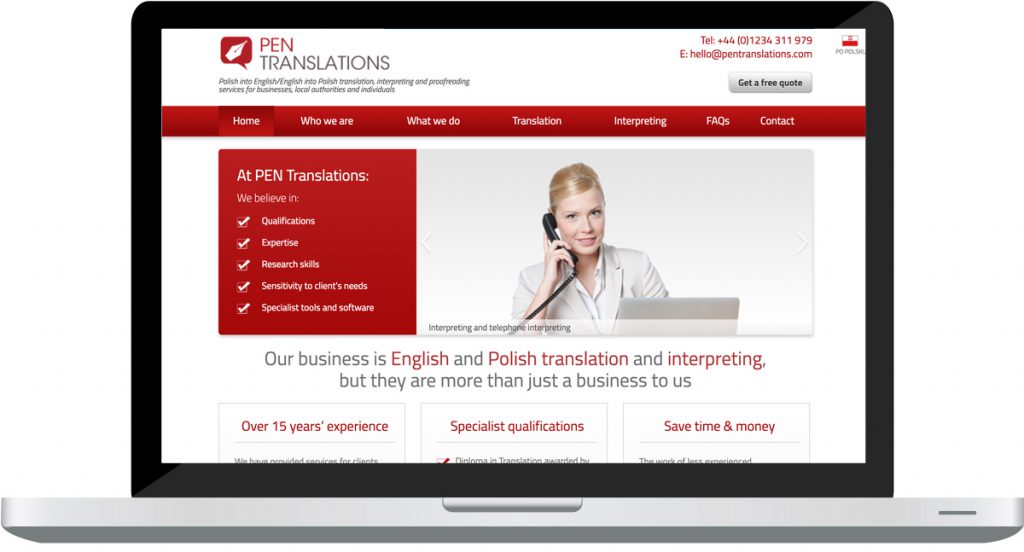 PEN
TRANSLATIONS
Polish into English/English into Polish translation, interpreting and proofreading
services for businesses, local authorities and individuals
Tel: +44 (0)1234 311 979
E: hello@pentranslations.com
PO POLSKU
Get a free quote
Home Who we are What we do Translation Interpreting FAQs Contact
At PEN Translations:
We believe in:
Qualifications
Expertise
Research skills
Sensitivity to client's needs
Specialist tools and software
Interpreting and telephone interpreting
Our business is English and Polish translation and interpreting,
but they are more than just a business to us
Over 15 years' experience
We have provided services for clients
Specialist qualifications
Diploma in Translation awarded by
Save time & money
The work of less experienced